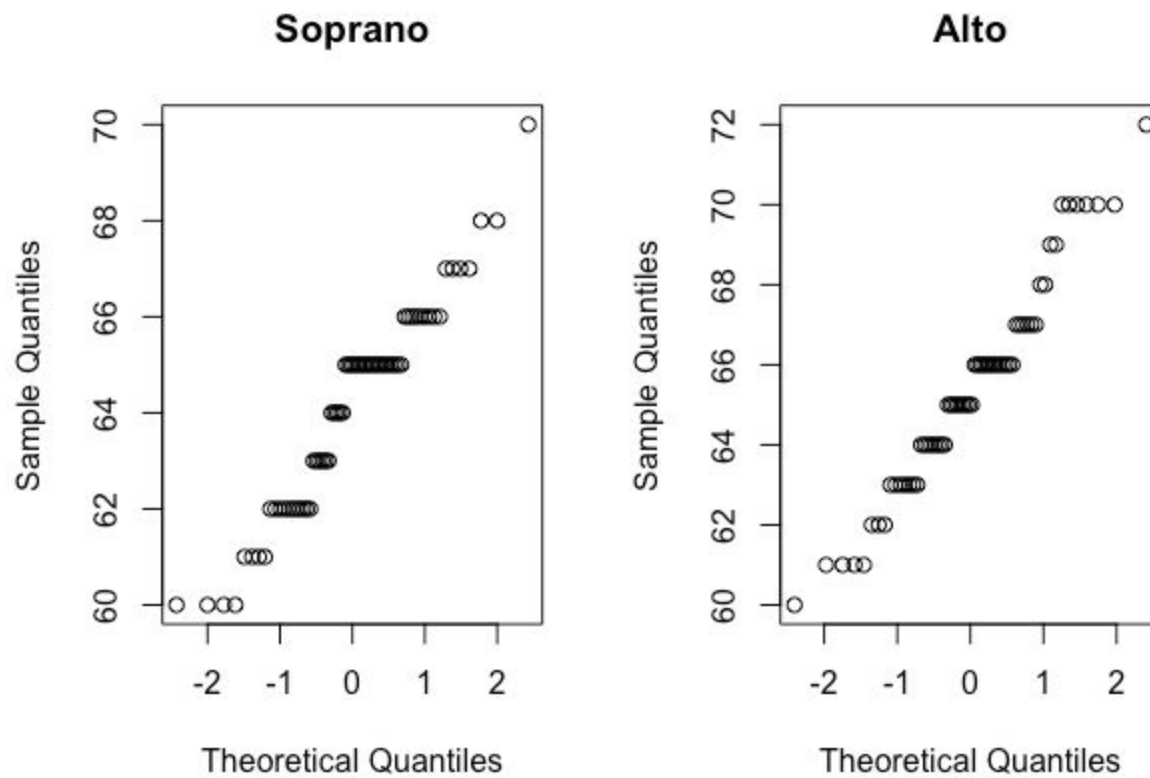 Soprano
Sample Quantiles
70
68
66
64
62
60
-2 -1 0 1 2
Theoretical Quantiles
Alto
Sample Quantiles
72
70
68
66
64
62
60
-2 -1 0 1 2
Theoretical Quantiles